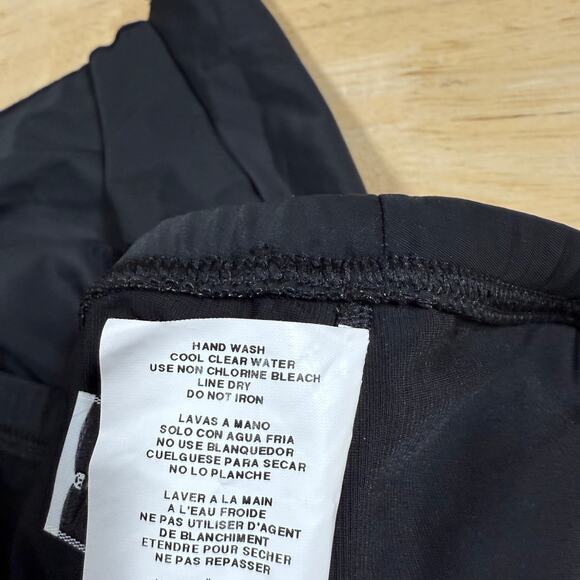 HAND WASH
COOL CLEAR WATER
USE NON CHLORINE BLEACH
LINE DRY
DO NOT IRON
LAVAS A MANO
SOLO CON AGUA FRIA
NO USE BLANQUEDOR
CUELGUESE PARA SECAR
NO LO PLANCHE
LAVER A LA MAIN
A L'EAU FROIDE
NE PAS UTILISER D'AGENT
DE BLANCHIMENT
ETENDRE POUR SECHER
NE PAS REPASSER